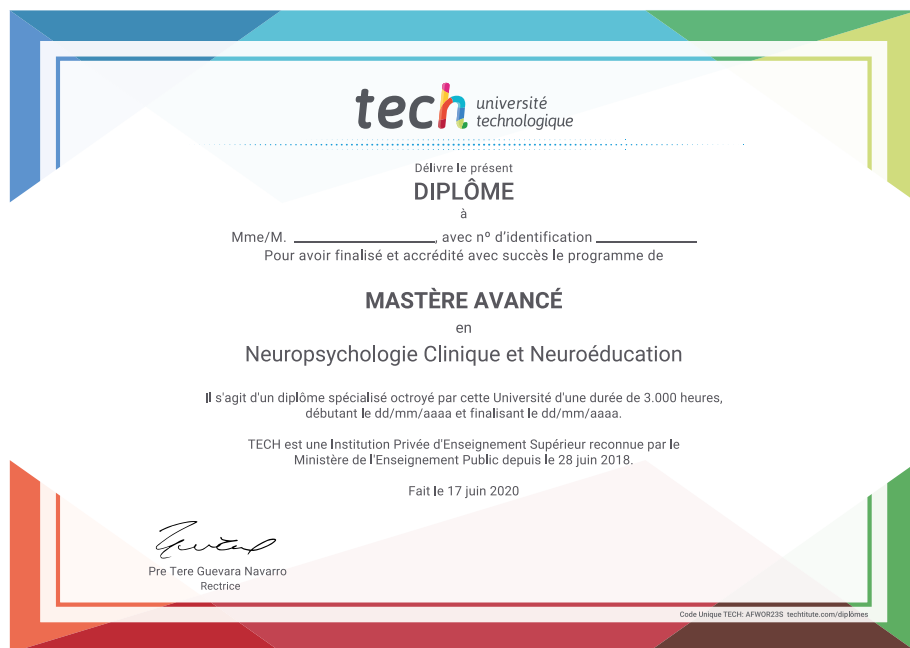 tech université
technologique
Délivre le présent
DIPLÔME
à
Mme/M. ____________, avec nº d'identification ____________
Pour avoir finalisé et accrédité avec succès le programme de
MASTÈRE AVANCÉ
en
Neuropsychologie Clinique et Neuroéducation
Il s'agit d'un diplôme spécialisé octroyé par cette Université d'une durée de 3.000 heures,
débutant le dd/mm/aaaa et finalisant le dd/mm/aaaa.
TECH est une Institution Privée d'Enseignement Supérieur reconnue par le
Ministère de l'Enseignement Public depuis le 28 juin 2018.
Fait le 17 juin 2020
Pre Tere Guevara Navarro
Rectrice
Code Unique TECH: AFWOR23S techtitute.com/diplômes